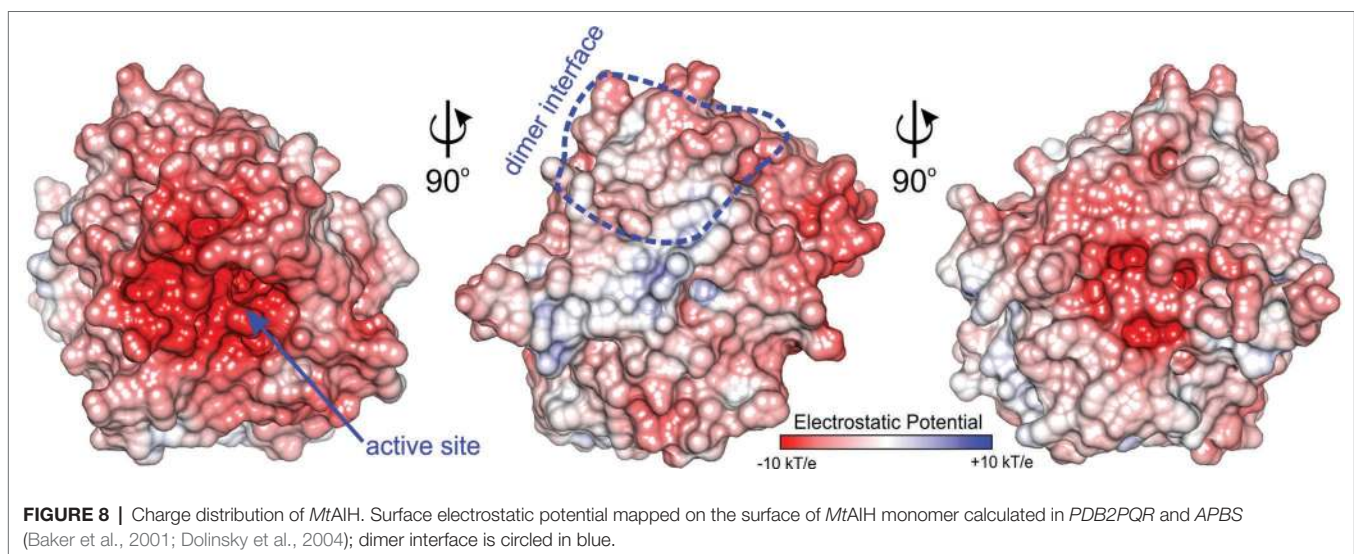 dimer interface
90°
90°
active site
Electrostatic Potential
-10 kT/e
+10 kT/e
FIGURE 8 | Charge distribution of MtAIH. Surface electrostatic potential mapped on the surface of MtAIH monomer calculated in PDB2PQR and APBS
(Baker et al., 2001; Dolinsky et al., 2004); dimer interface is circled in blue.